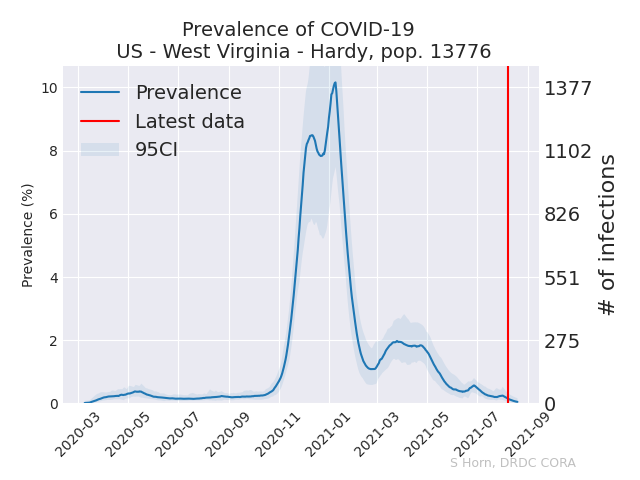 Prevalence of COVID-19
US - West Virginia - Hardy, pop. 13776
Prevalence
Latest data
95CI
Prevalence (%)
10
8
6
4
2
0
1377
1102
826
551
275
0
# of infections
2020-03
2020-05
2020-07
2020-09
2020-11
2021-01
2021-03
2021-05
2021-07
2021-09
S Horn, DRDC CORA